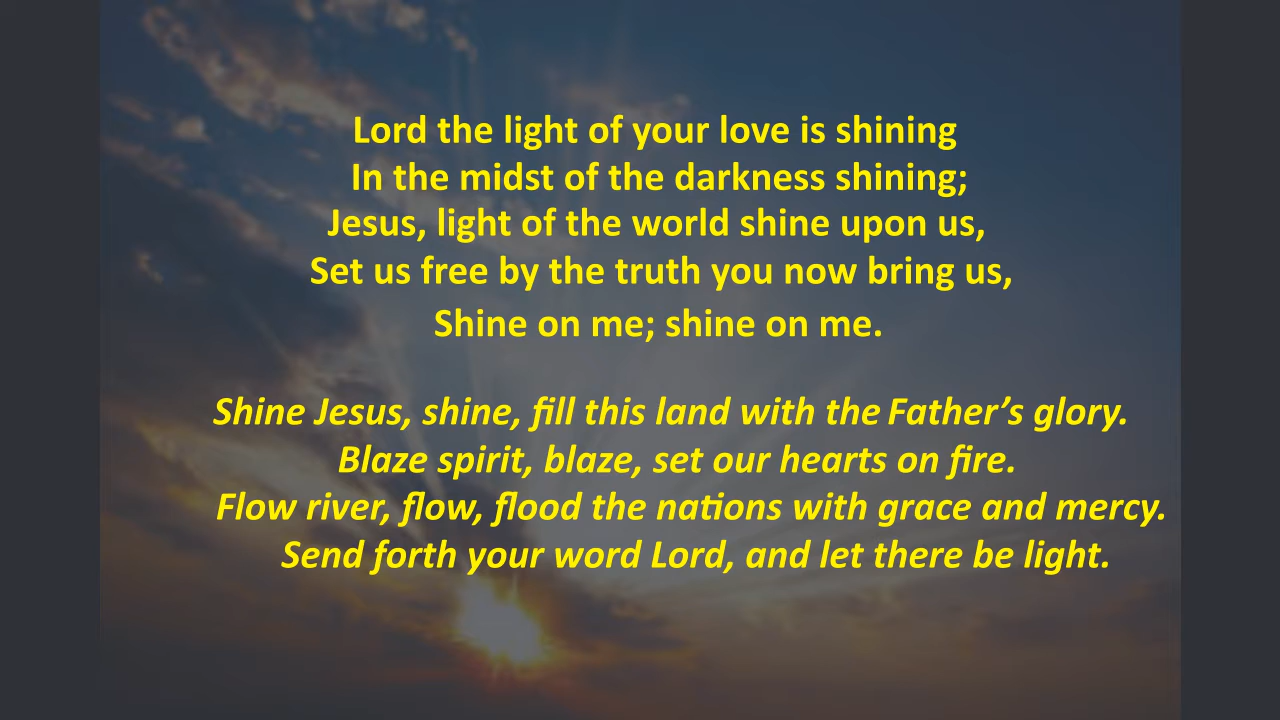 Lord the light of your love is shining
In the midst of the darkness shining;
Jesus, light of the world shine upon us,
Set us free by the truth you now bring us,
Shine on me; shine on me.
Shine Jesus, shine, fill this land with the Father’s glory.
Blaze spirit, blaze, set our hearts on fire.
Flow river, flow, flood the nations with grace and mercy.
Send forth your word Lord, and let there be light.